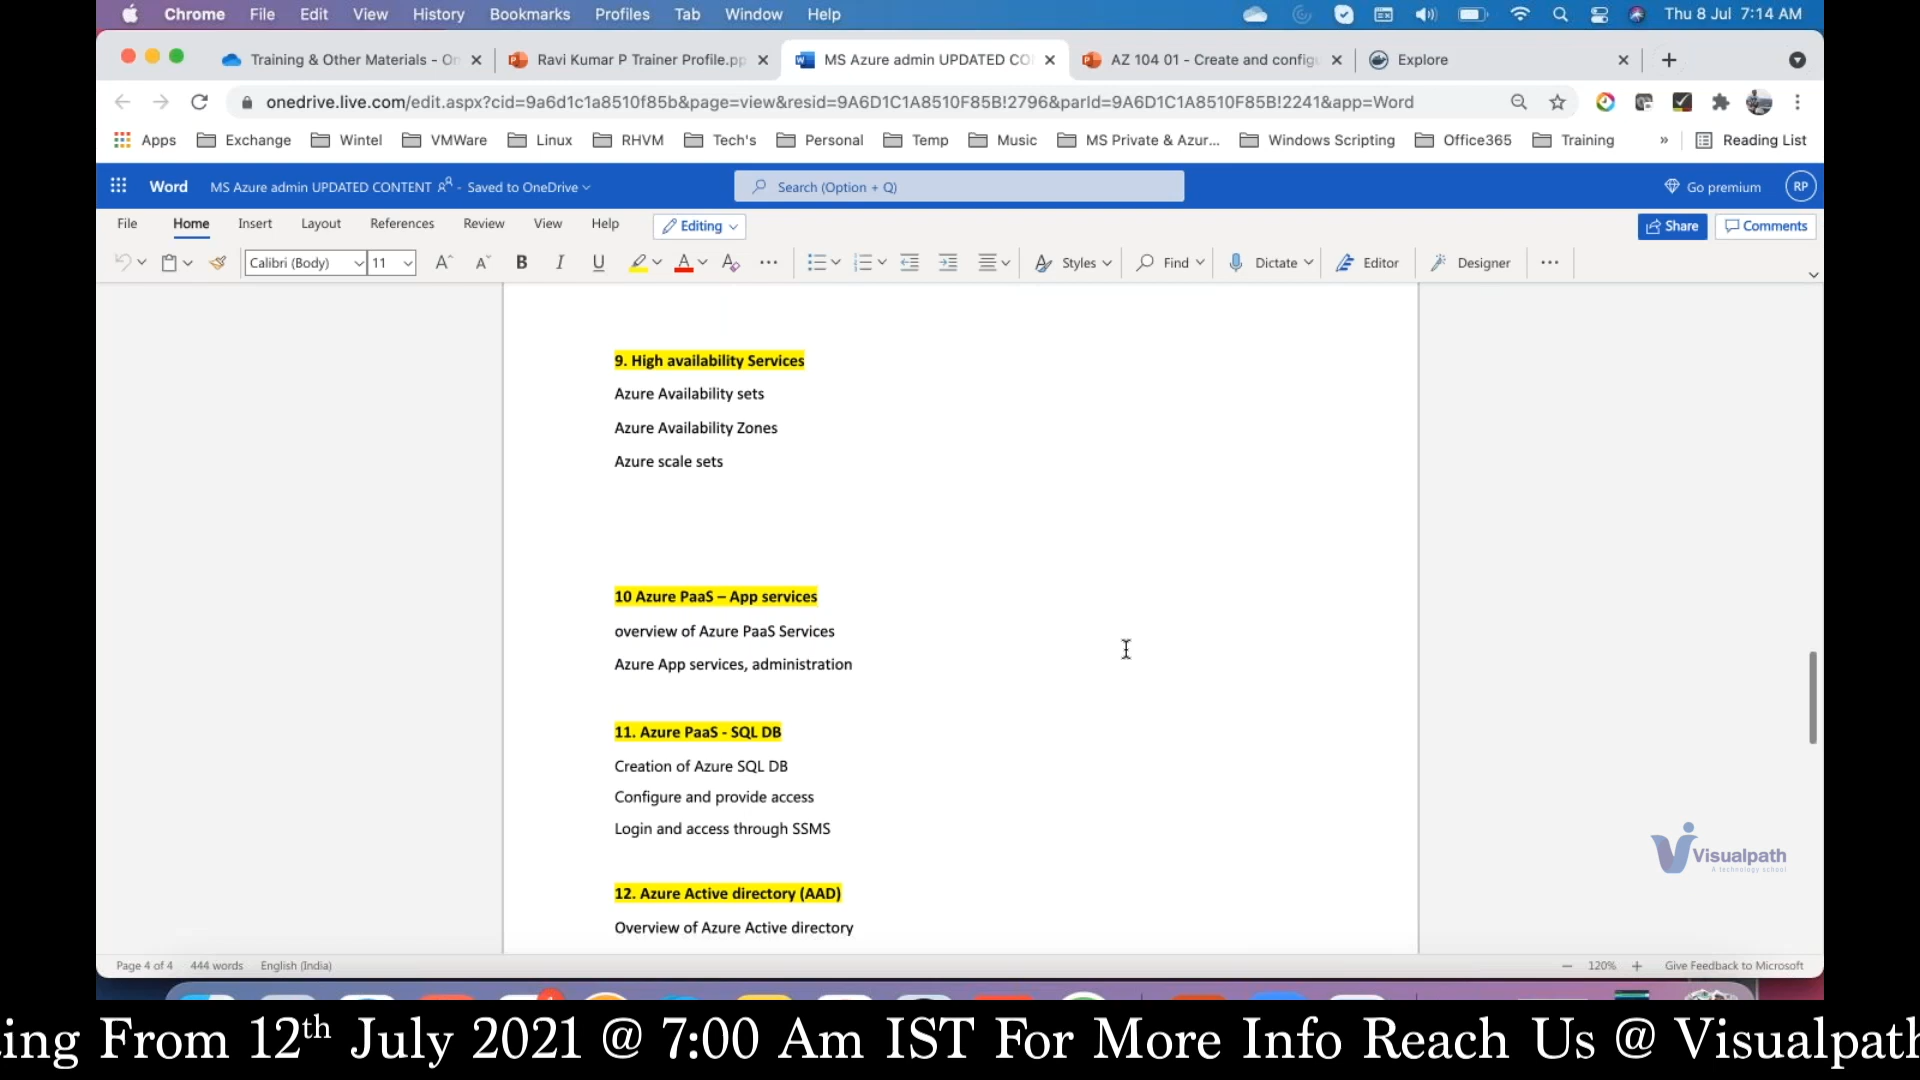 Chrome File Edit View History Bookmarks Profiles Tab Window Help Thu 8 Jul 7:14 AM
Training & Other Materials - On Ravi Kumar P Trainer Profile.pp MS Azure admin UPDATED CO AZ 104 01 - Create and config Explore
onedrive.live.com/edit.aspx?cid=9a6d1c1a8510f85b&page=view&resid=9A6D1C1A8510F85B!2796&parId=9A6D1C1A8510F85B!2241&app=Word
Apps Exchange Wintel VMWare Linux RHVM Tech's Personal Temp Music MS Private & Azur... Windows Scripting Office365 Training » Reading List
Word MS Azure admin UPDATED CONTENT - Saved to OneDrive Search (Option + Q) Go premium RP
File Home Insert Layout References Review View Help Editing Share Comments
Calibri (Body) 11 A A B I U A Styles Find Dictate Editor Designer ...
9. High availability Services
Azure Availability sets
Azure Availability Zones
Azure scale sets
10 Azure PaaS – App services
overview of Azure PaaS Services
Azure App services, administration
11. Azure PaaS - SQL DB
Creation of Azure SQL DB
Configure and provide access
Login and access through SSMS
12. Azure Active directory (AAD)
Overview of Azure Active directory
Visualpath
A technology school
Page 4 of 4 444 words English (India) 120% Give Feedback to Microsoft
ing From 12th July 2021 @ 7:00 Am IST For More Info Reach Us @ Visualpath